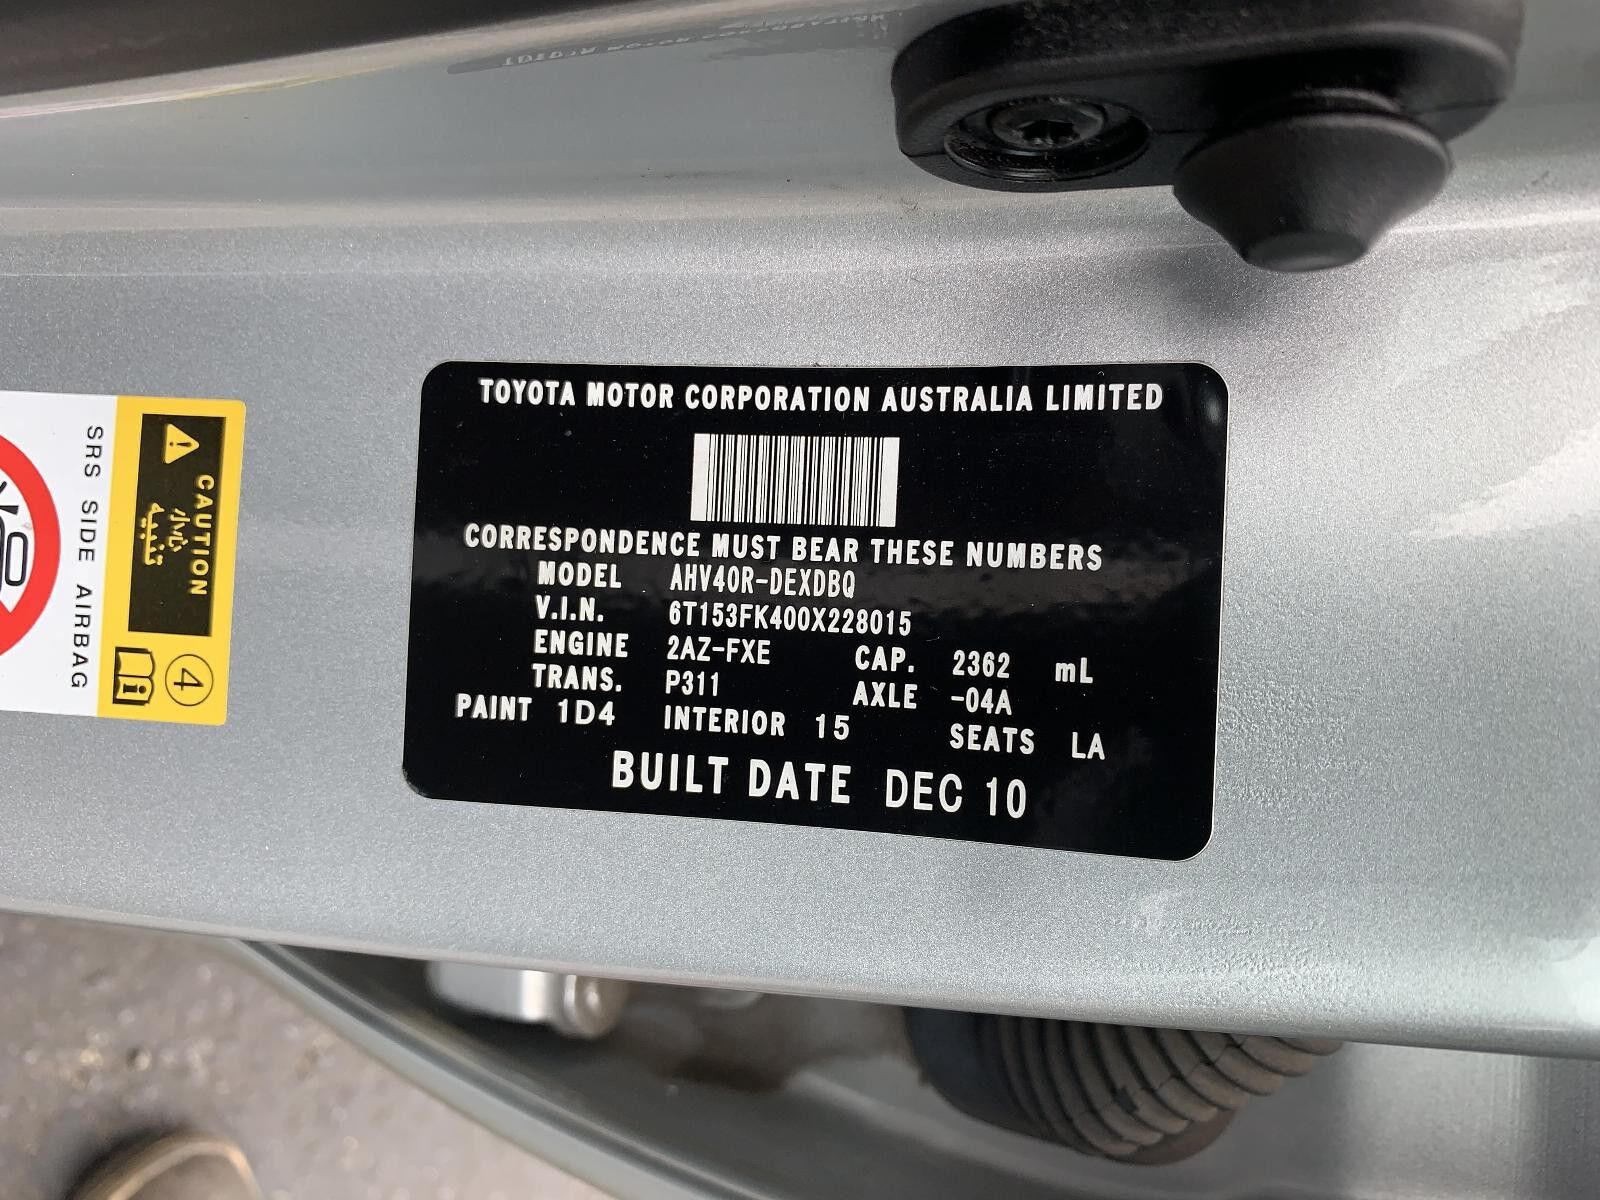 TOYOTA MOTOR CORPORATION AUSTRALIA LIMITED
CORRESPONDENCE MUST BEAR THESE NUMBERS
MODEL AHV40R-DEXDBQ
V.I.N. 6T153FK400X228015
ENGINE 2AZ-FXE CAP. 2362 mL
TRANS. P311 AXLE -04A
PAINT 1D4 INTERIOR 15 SEATS LA
BUILT DATE DEC 10
CAUTION
تنبيه
4
SRS SIDE AIRBAG